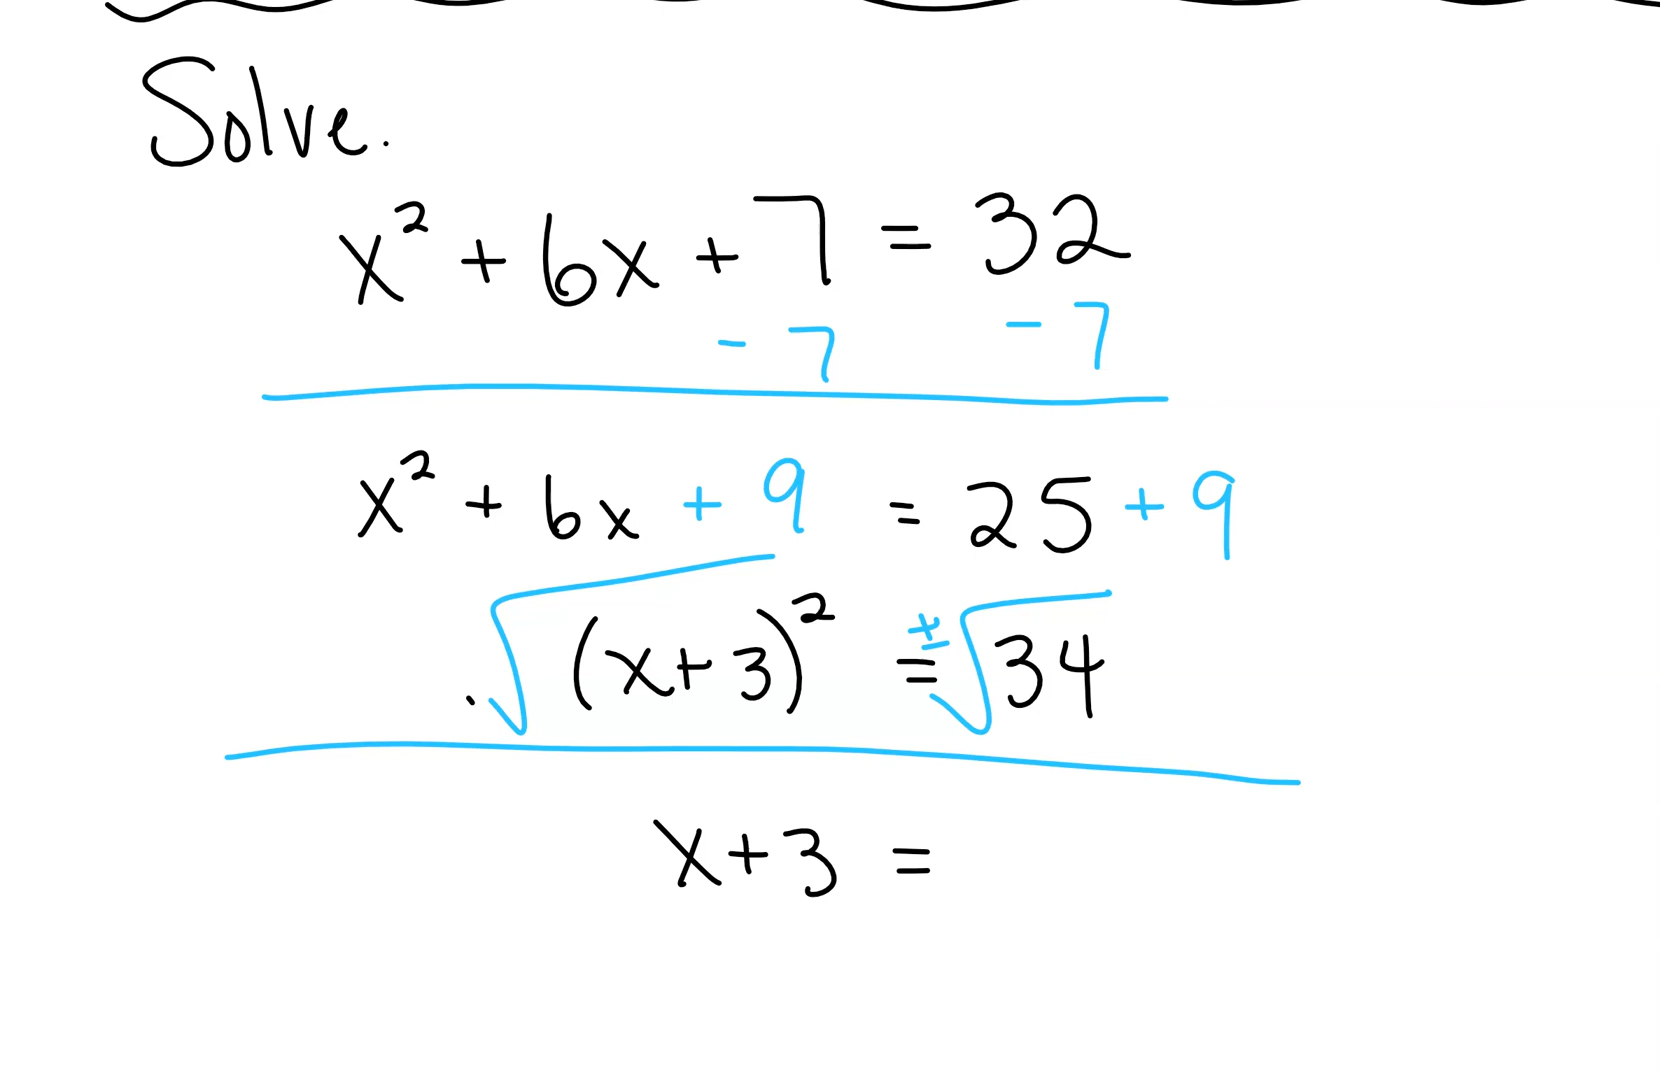 Solve.
x² + 6x + 7 = 32
- 7 - 7
x² + 6x + 9 = 25 + 9
√(x+3)² = ±√34
x+3 =